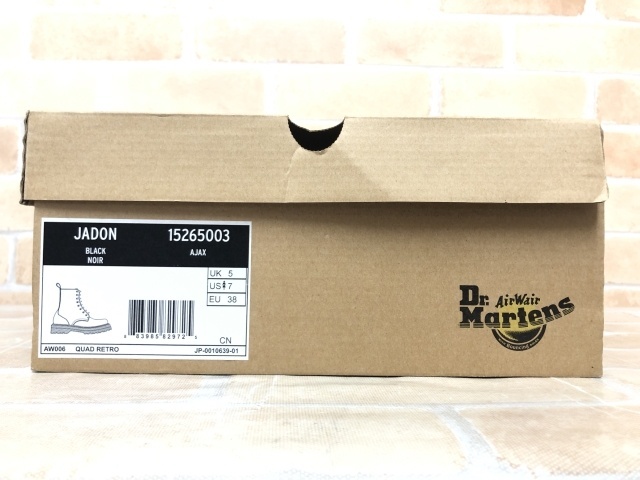 JADON 15265003
BLACK AJAX
NOIR
UK 5
US 7
EU 38
CN
AW006 QUAD RETRO JP-0010639-01
Dr. AirWair
Martens